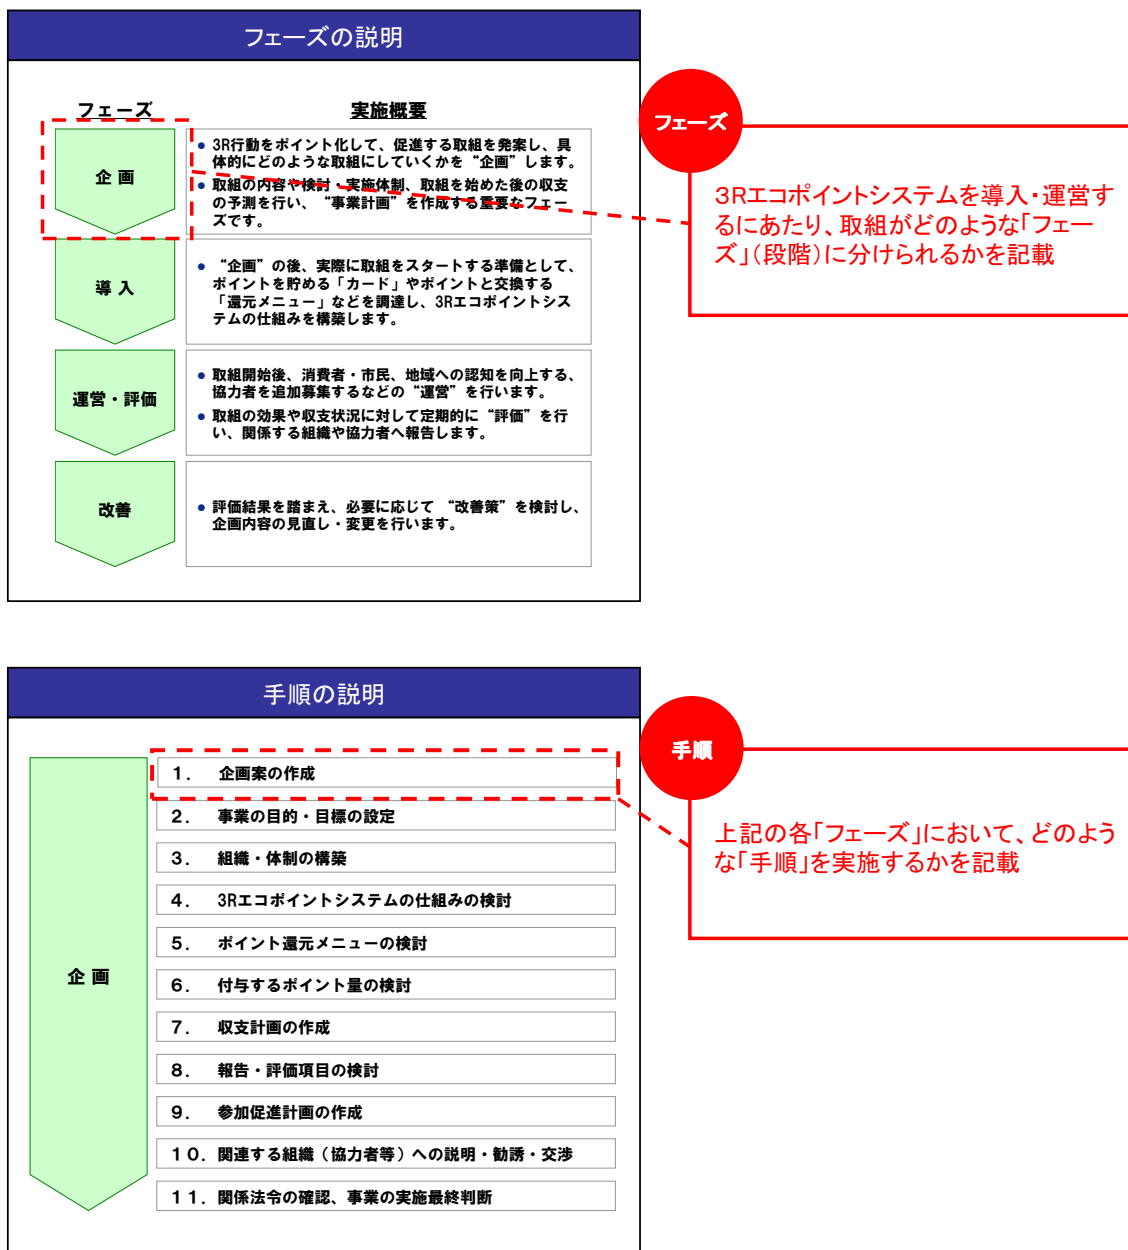 フェーズの説明
フェーズ
実施概要
企 画
● 3R行動をポイント化して、促進する取組を発案し、具
体的にどのような取組にしていくかを“企画”します。
● 取組の内容や検討・実施体制、取組を始めた後の収支
の予測を行い、“事業計画”を作成する重要なフェー
ズです。
導 入
● “企画”の後、実際に取組をスタートする準備として、
ポイントを貯める「カード」やポイントと交換する
「還元メニュー」などを調達し、3Rエコポイントシス
テムの仕組みを構築します。
運営・評価
● 取組開始後、消費者・市民、地域への認知を向上する、
協力者を追加募集するなどの“運営”を行います。
● 取組の効果や収支状況に対して定期的に“評価”を行
い、関係する組織や協力者へ報告します。
改善
● 評価結果を踏まえ、必要に応じて “改善策”を検討し、
企画内容の見直し・変更を行います。
フェーズ
3Rエコポイントシステムを導入・運営す
るにあたり、取組がどのような「フェー
ズ」(段階)に分けられるかを記載
手順の説明
企 画
1. 企画案の作成
2. 事業の目的・目標の設定
3. 組織・体制の構築
4. 3Rエコポイントシステムの仕組みの検討
5. ポイント還元メニューの検討
6. 付与するポイント量の検討
7. 収支計画の作成
8. 報告・評価項目の検討
9. 参加促進計画の作成
10. 関連する組織(協力者等)への説明・勧誘・交渉
11. 関係法令の確認、事業の実施最終判断
手順
上記の各「フェーズ」において、どのよう
な「手順」を実施するかを記載